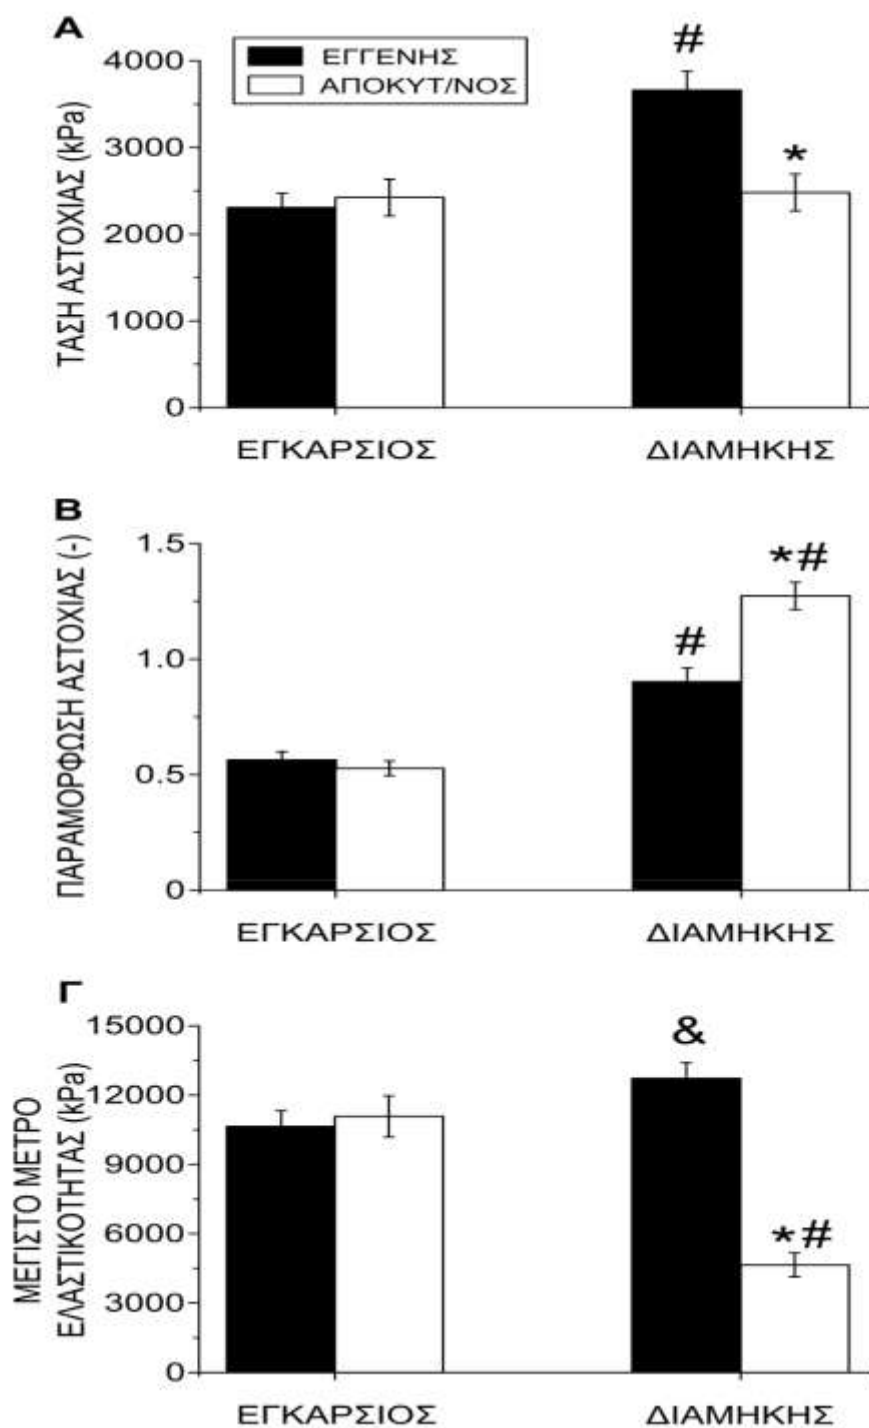 Α
ΕΓΓΕΝΗΣ
ΑΠΟΚΥΤ/ΝΟΣ
ΤΑΣΗ ΑΣΤΟΧΙΑΣ (kPa)
4000
3000
2000
1000
0
#
*
ΕΓΚΑΡΣΙΟΣ ΔΙΑΜΗΚΗΣ
Β
ΠΑΡΑΜΟΡΦΩΣΗ ΑΣΤΟΧΙΑΣ (-)
1.5
1.0
0.5
0
#
*#
ΕΓΚΑΡΣΙΟΣ ΔΙΑΜΗΚΗΣ
Γ
ΜΕΓΙΣΤΟ ΜΕΤΡΟ
ΕΛΑΣΤΙΚΟΤΗΤΑΣ (kPa)
15000
12000
9000
6000
3000
0
&
*#
ΕΓΚΑΡΣΙΟΣ ΔΙΑΜΗΚΗΣ